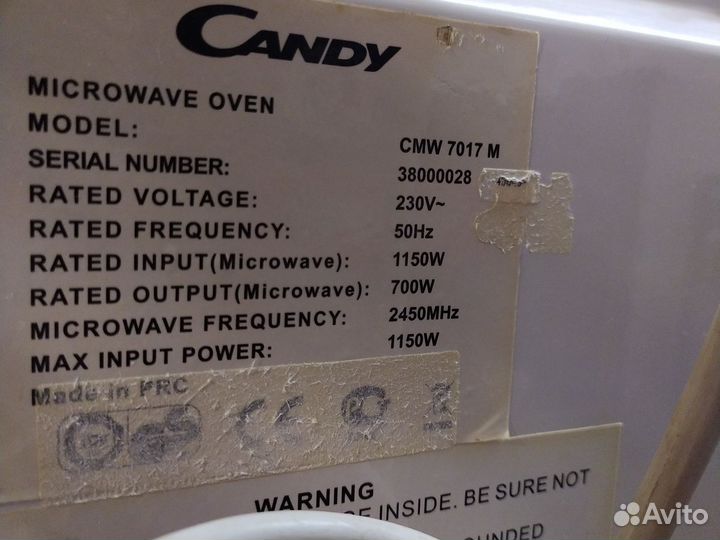 CANDY
MICROWAVE OVEN
MODEL: CMW 7017 M
SERIAL NUMBER: 38000028
RATED VOLTAGE: 230V~
RATED FREQUENCY: 50Hz
RATED INPUT(Microwave): 1150W
RATED OUTPUT(Microwave): 700W
MICROWAVE FREQUENCY: 2450MHz
MAX INPUT POWER: 1150W
Made in PRC
CE
WARNING
INSIDE. BE SURE NOT
Avito